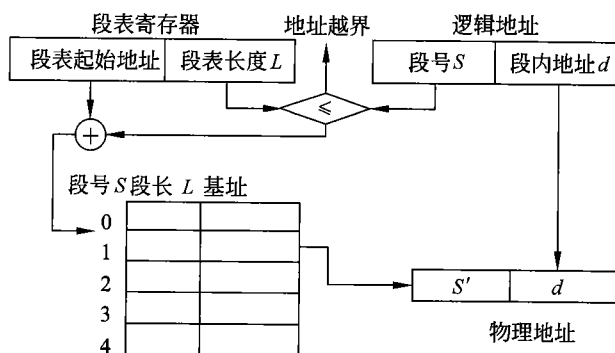 段表寄存器
地址越界
逻辑地址
段表起始地址
段表长度L
段号S
段内地址d
≤
+
段号S 段长 L 基址
0
1
2
3
4
S′
d
物理地址